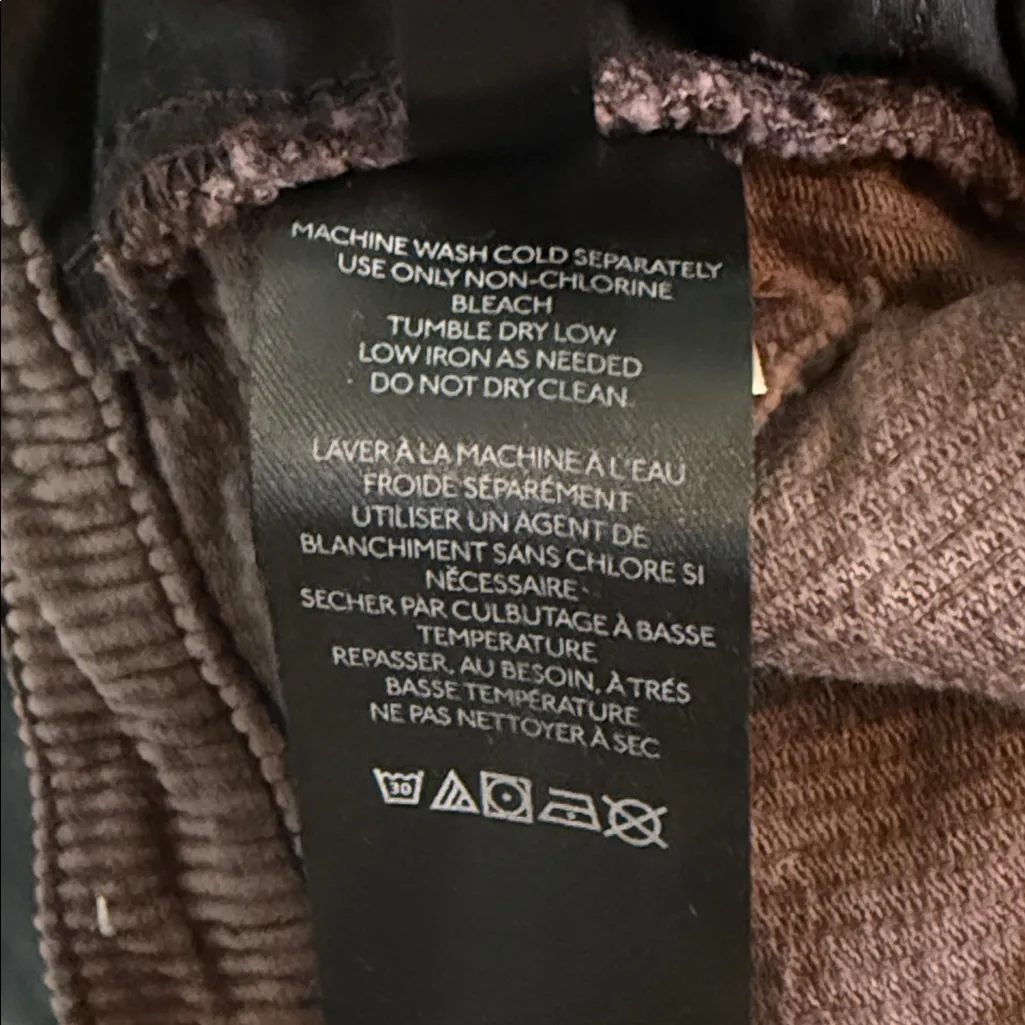 MACHINE WASH COLD SEPARATELY
USE ONLY NON-CHLORINE
BLEACH
TUMBLE DRY LOW
LOW IRON AS NEEDED
DO NOT DRY CLEAN.
LAVER À LA MACHINE À L'EAU
FROIDE SÉPARÉMENT
UTILISER UN AGENT DE
BLANCHIMENT SANS CHLORE SI
NÉCESSAIRE
SECHER PAR CULBUTAGE À BASSE
TEMPERATURE
REPASSER, AU BESOIN, À TRÉS
BASSE TEMPÉRATURE
NE PAS NETTOYER À SEC
30